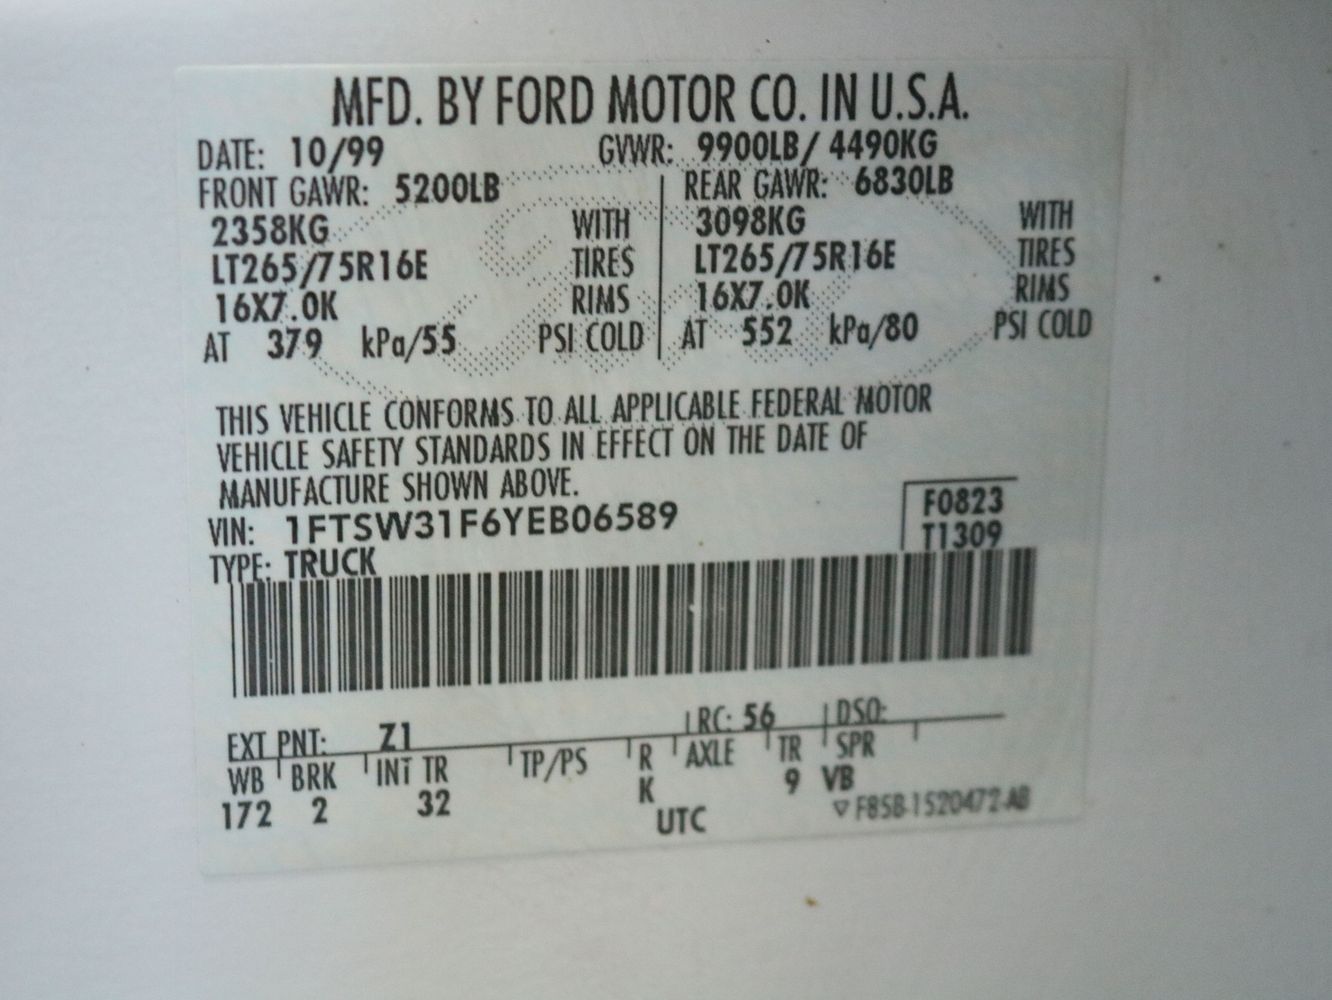 MFD. BY FORD MOTOR CO. IN U.S.A.
DATE: 10/99 GVWR: 9900LB/ 4490KG
FRONT GAWR: 5200LB REAR GAWR: 6830LB
2358KG WITH 3098KG WITH
LT265/75R16E TIRES LT265/75R16E TIRES
16X7.0K RIMS 16X7.0K RIMS
AT 379 kPa/55 PSI COLD AT 552 kPa/80 PSI COLD
THIS VEHICLE CONFORMS TO ALL APPLICABLE FEDERAL MOTOR
VEHICLE SAFETY STANDARDS IN EFFECT ON THE DATE OF
MANUFACTURE SHOWN ABOVE.
VIN: 1FTSW31F6YEB06589 F0823
TYPE: TRUCK T1309
EXT PNT: Z1 RC: 56 DSO:
WB BRK INT TR TP/PS R AXLE TR SPR
172 2 32 K 9 VB
UTC ▽ F85B-1520472-AB